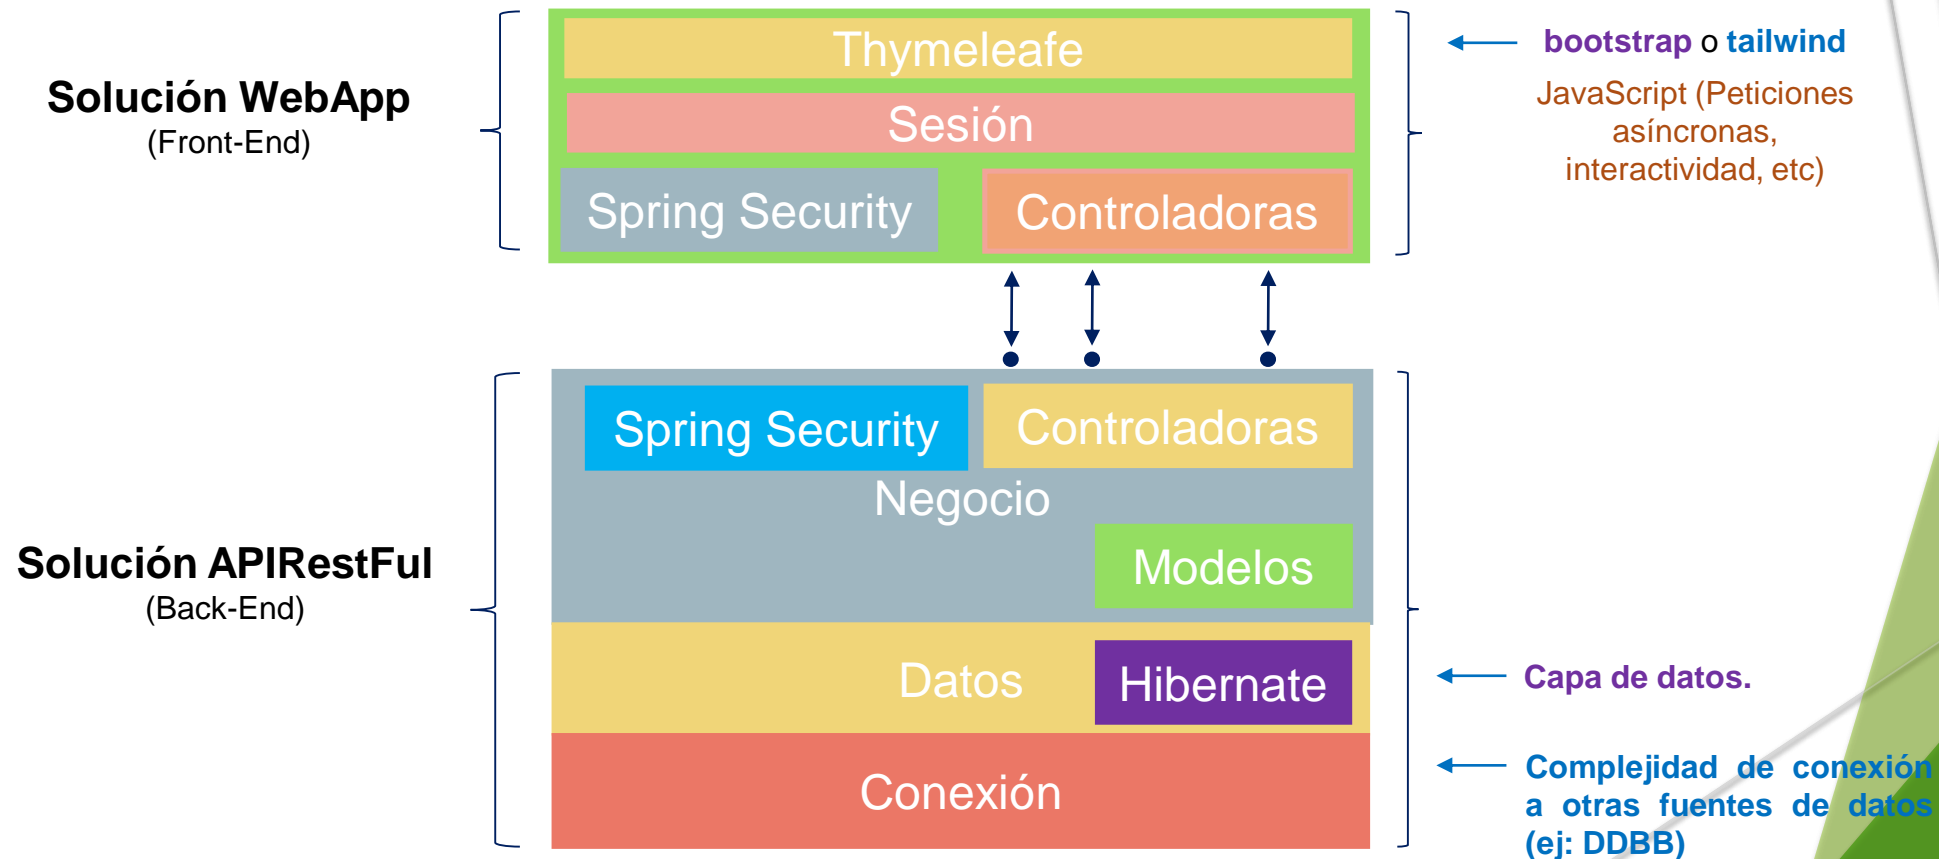 Solución WebApp
(Front-End)
Thymeleafe
Sesión
Spring Security
Controladoras
bootstrap o tailwind
JavaScript (Peticiones
asíncronas,
interactividad, etc)
Solución APIRestFul
(Back-End)
Spring Security
Controladoras
Negocio
Modelos
Datos
Hibernate
Conexión
Capa de datos.
Complejidad de conexión
a otras fuentes de datos
(ej: DDBB)